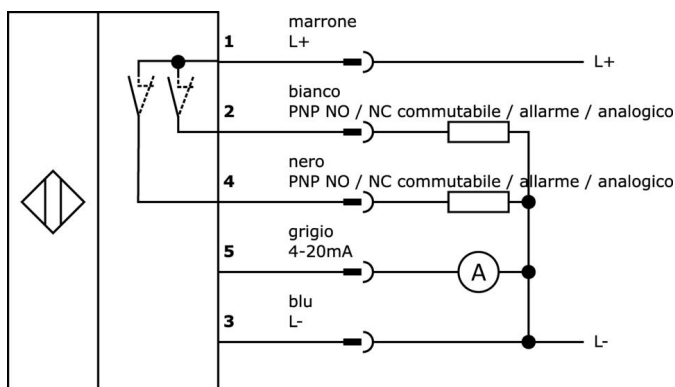 marrone
1 L+
L+
bianco
2 PNP NO / NC commutabile / allarme / analogico
nero
4 PNP NO / NC commutabile / allarme / analogico
grigio
5 4-20mA
A
blu
3 L-
L-